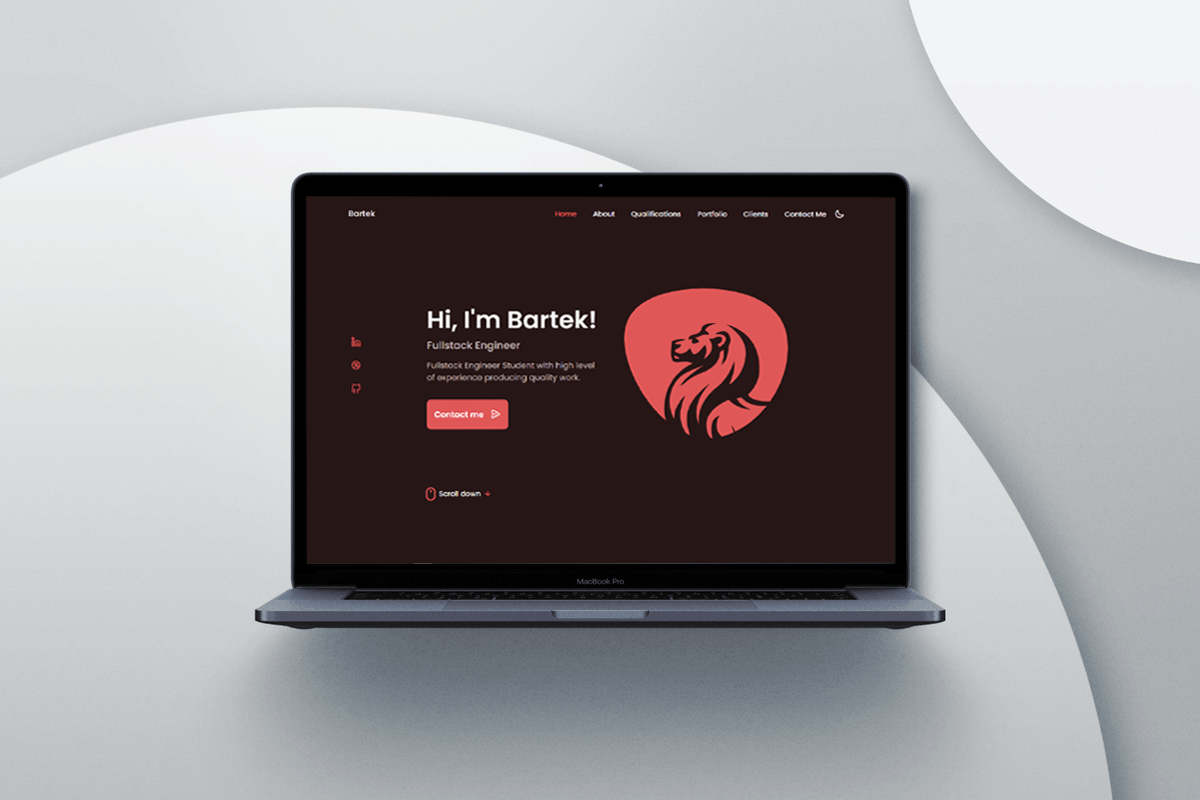 Bartek
Home About Qualifications Portfolio Clients Contact Me
Hi, I'm Bartek!
Fullstack Engineer
Fullstack Engineer Student with high level
of experience producing quality work.
Contact me
Scroll down
MacBook Pro